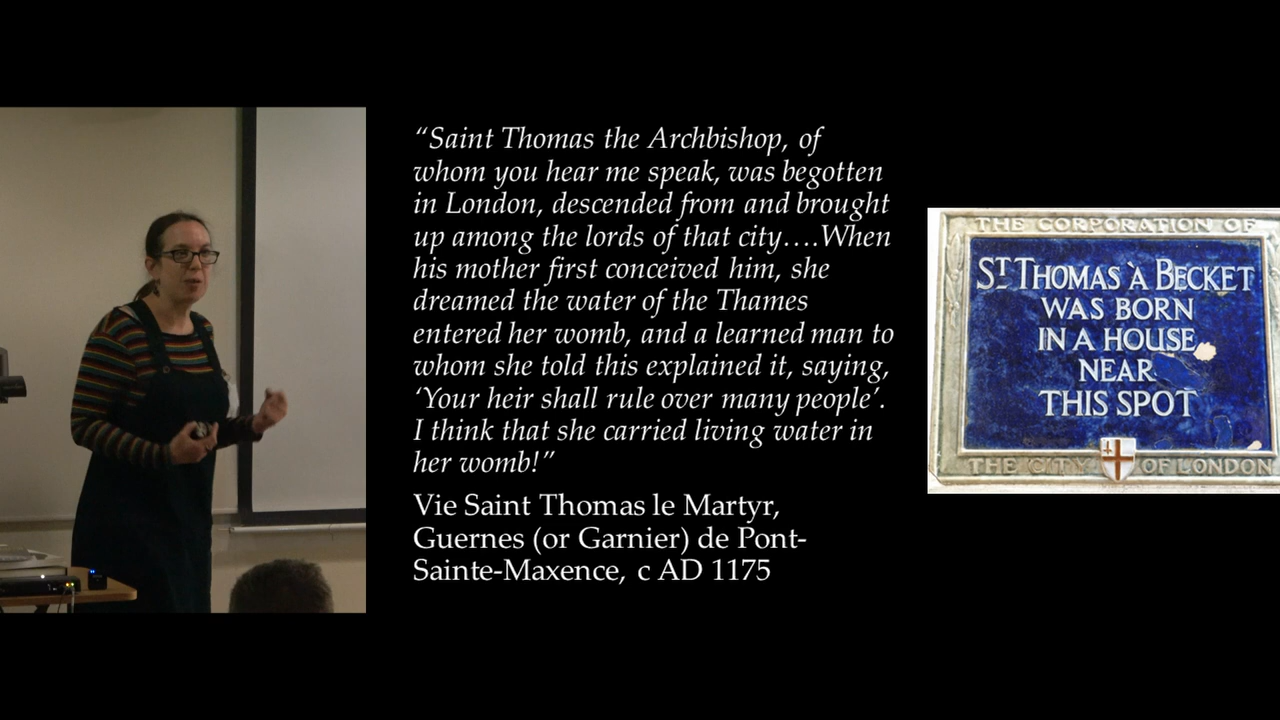 “Saint Thomas the Archbishop, of
whom you hear me speak, was begotten
in London, descended from and brought
up among the lords of that city….When
his mother first conceived him, she
dreamed the water of the Thames
entered her womb, and a learned man to
whom she told this explained it, saying,
‘Your heir shall rule over many people’.
I think that she carried living water in
her womb!”
Vie Saint Thomas le Martyr,
Guernes (or Garnier) de Pont-
Sainte-Maxence, c AD 1175
THE CORPORATION OF
ST THOMAS À BECKET
WAS BORN
IN A HOUSE
NEAR
THIS SPOT
THE CITY OF LONDON